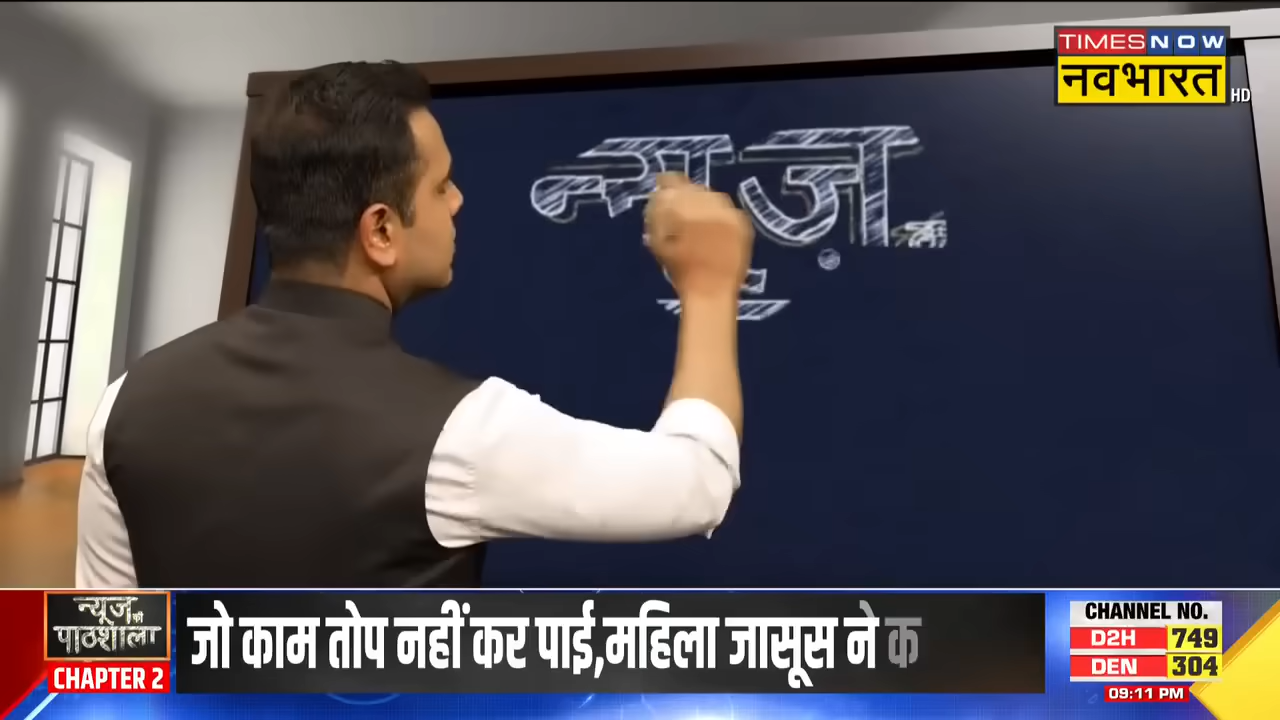 TIMES NOW
नवभारत
HD
न्यूज़ की
न्यूज़ की
पाठशाला
CHAPTER 2
जो काम तोप नहीं कर पाई,महिला जासूस ने क
CHANNEL NO.
D2H 749
DEN 304
09:11 PM